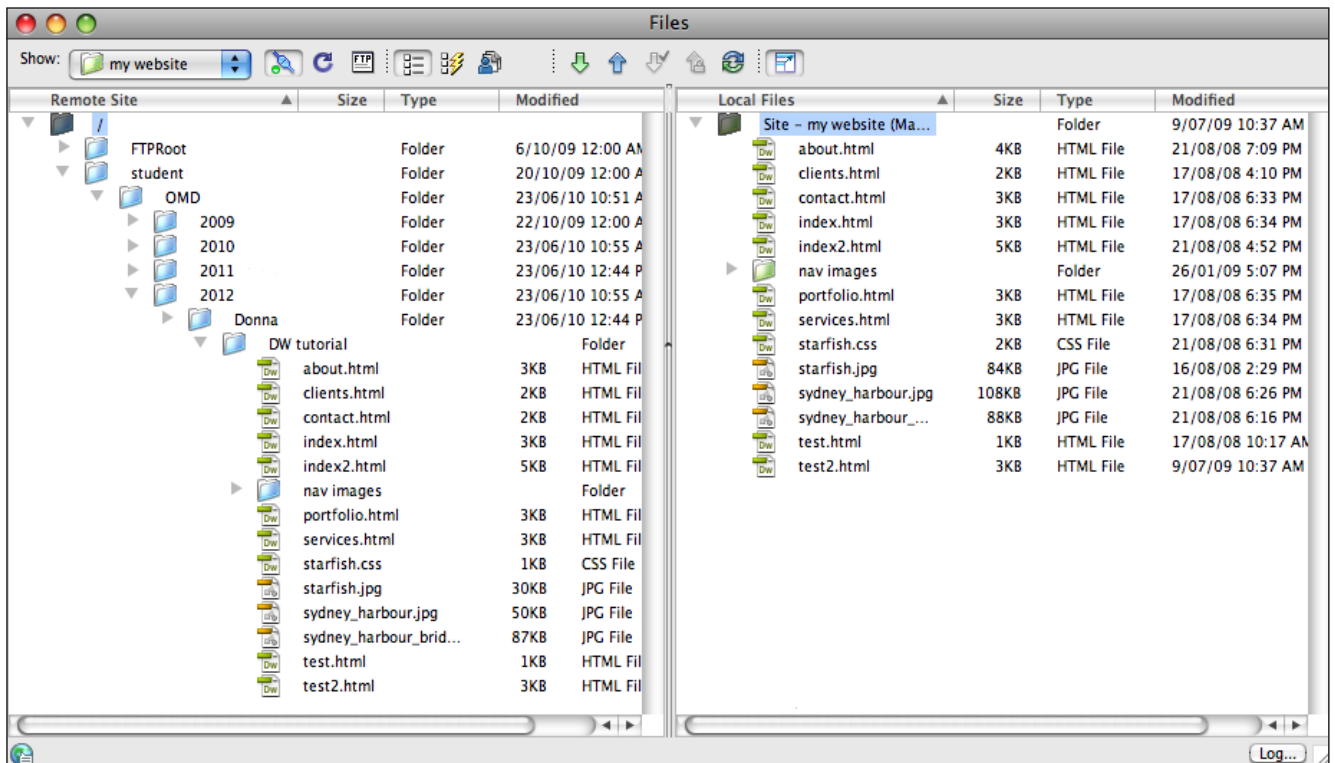 Files
Show: my website FTP
Remote Site Size Type Modified
/
FTPRoot Folder 6/10/09 12:00 AM
student Folder 20/10/09 12:00 A
OMD Folder 23/06/10 10:51 A
2009 Folder 22/10/09 12:00 A
2010 Folder 23/06/10 10:55 A
2011 Folder 23/06/10 12:44 P
2012 Folder 23/06/10 10:55 A
Donna Folder 23/06/10 12:44 P
DW tutorial Folder
about.html 3KB HTML Fil
clients.html 2KB HTML Fil
contact.html 2KB HTML Fil
index.html 3KB HTML Fil
index2.html 5KB HTML Fil
nav images Folder
portfolio.html 3KB HTML Fil
services.html 3KB HTML Fil
starfish.css 1KB CSS File
starfish.jpg 30KB JPG File
sydney_harbour.jpg 50KB JPG File
sydney_harbour_brid... 87KB JPG File
test.html 1KB HTML Fil
test2.html 3KB HTML Fil
Local Files Size Type Modified
Site - my website (Ma... Folder 9/07/09 10:37 AM
about.html 4KB HTML File 21/08/08 7:09 PM
clients.html 2KB HTML File 17/08/08 4:10 PM
contact.html 3KB HTML File 17/08/08 6:33 PM
index.html 3KB HTML File 17/08/08 6:34 PM
index2.html 5KB HTML File 21/08/08 4:52 PM
nav images Folder 26/01/09 5:07 PM
portfolio.html 3KB HTML File 17/08/08 6:35 PM
services.html 3KB HTML File 17/08/08 6:34 PM
starfish.css 2KB CSS File 21/08/08 6:31 PM
starfish.jpg 84KB JPG File 16/08/08 2:29 PM
sydney_harbour.jpg 108KB JPG File 21/08/08 6:26 PM
sydney_harbour_... 88KB JPG File 21/08/08 6:16 PM
test.html 1KB HTML File 17/08/08 10:17 AM
test2.html 3KB HTML File 9/07/09 10:37 AM
Log...